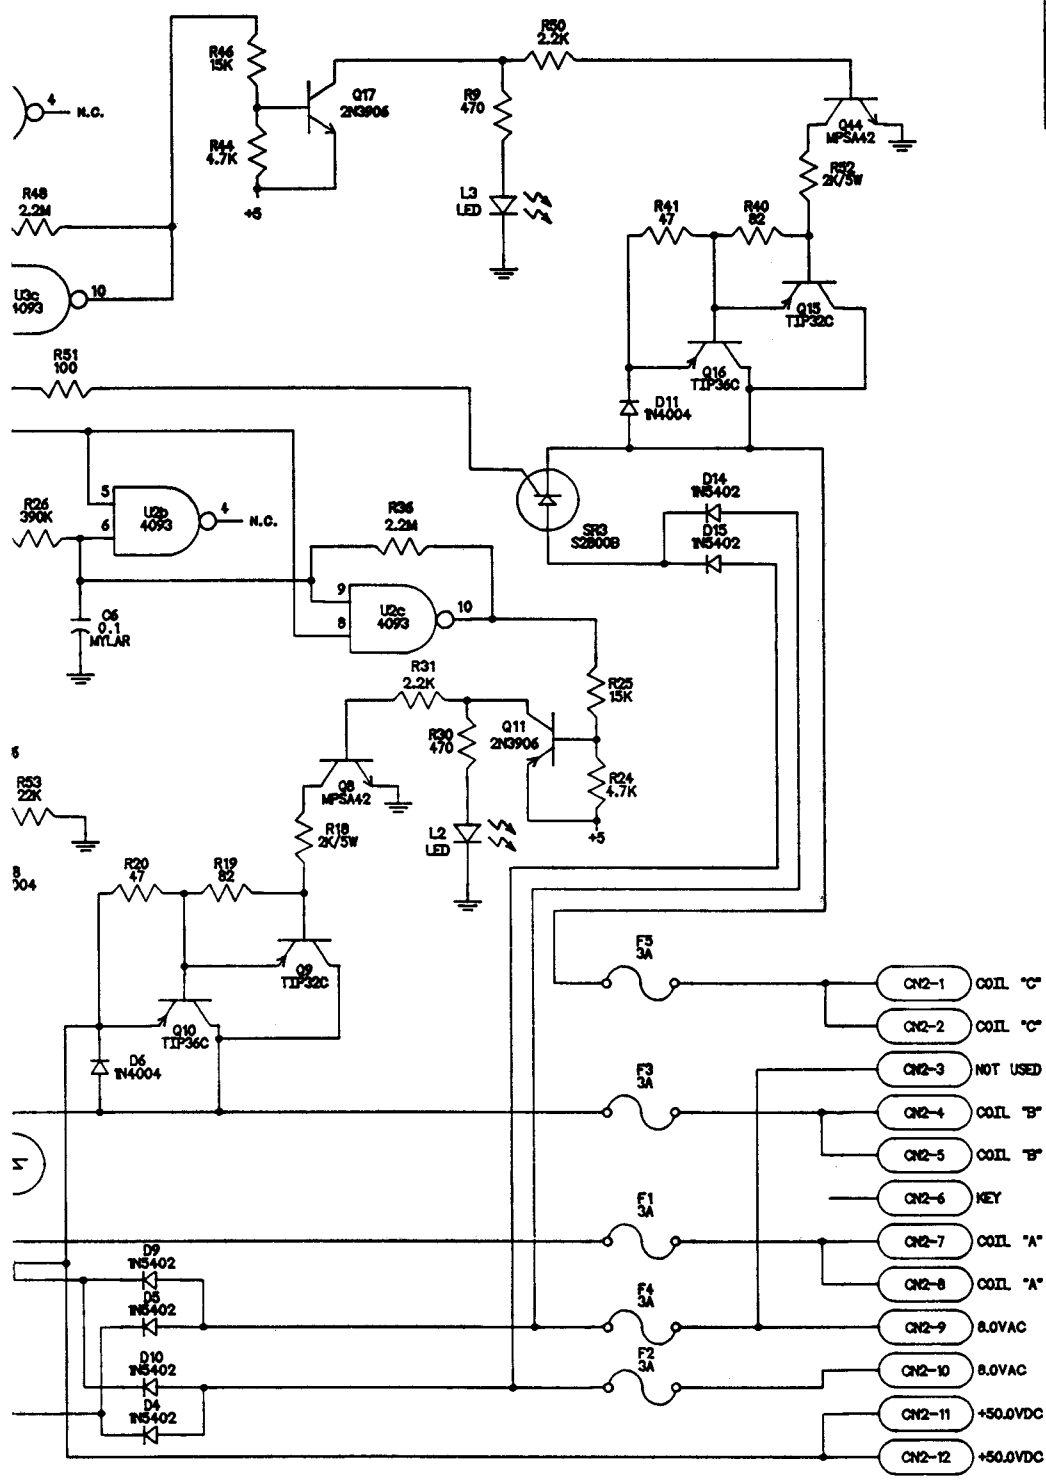 R50
2.2K
R46
15K
Q17
2N3906
R9
470
4
N.C.
Q44
MPSA42
R44
4.7K
R52
2K/5W
+5
L3
LED
R48
2.2M
R41
47
R40
82
U3c
4093
10
Q15
TIP32C
R51
100
Q16
TIP36C
D11
1N4004
D14
1N5402
R26
390K
5
6
U2b
4093
4
N.C.
R36
2.2M
SR3
S2800B
D15
1N5402
C6
0.1
MYLAR
9
8
U2c
4093
10
R31
2.2K
R25
15K
R30
470
Q11
2N3906
R24
4.7K
+5
Q8
MPSA42
R53
22K
R18
2K/5W
L2
LED
004
R20
47
R19
82
Q9
TIP32C
Q10
TIP36C
D6
1N4004
F5
3A
CN2-1 COIL "C"
CN2-2 COIL "C"
CN2-3 NOT USED
F3
3A
CN2-4 COIL "B"
CN2-5 COIL "B"
CN2-6 KEY
F1
3A
CN2-7 COIL "A"
CN2-8 COIL "A"
D9
1N5402
D5
1N5402
F4
3A
CN2-9 8.0VAC
D10
1N5402
F2
3A
CN2-10 8.0VAC
D4
1N5402
CN2-11 +50.0VDC
CN2-12 +50.0VDC